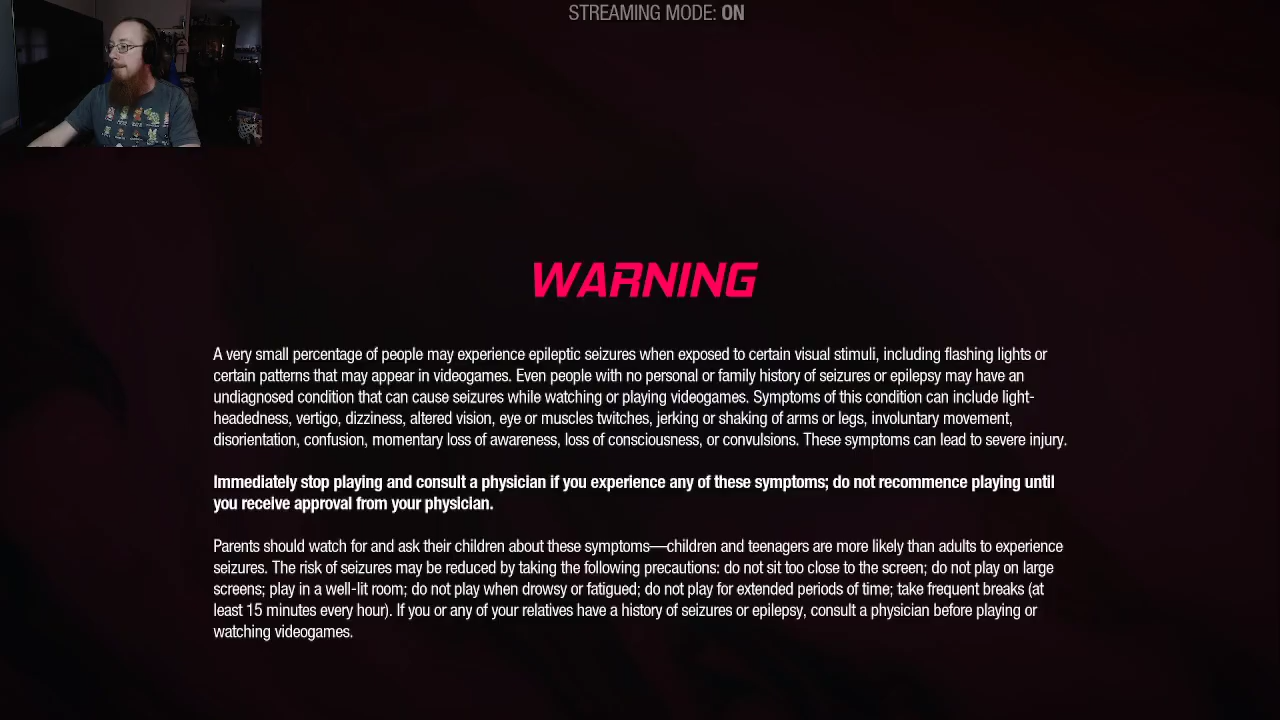 STREAMING MODE: ON
WARNING
A very small percentage of people may experience epileptic seizures when exposed to certain visual stimuli, including flashing lights or
certain patterns that may appear in videogames. Even people with no personal or family history of seizures or epilepsy may have an
undiagnosed condition that can cause seizures while watching or playing videogames. Symptoms of this condition can include light-
headedness, vertigo, dizziness, altered vision, eye or muscles twitches, jerking or shaking of arms or legs, involuntary movement,
disorientation, confusion, momentary loss of awareness, loss of consciousness, or convulsions. These symptoms can lead to severe injury.
Immediately stop playing and consult a physician if you experience any of these symptoms; do not recommence playing until
you receive approval from your physician.
Parents should watch for and ask their children about these symptoms—children and teenagers are more likely than adults to experience
seizures. The risk of seizures may be reduced by taking the following precautions: do not sit too close to the screen; do not play on large
screens; play in a well-lit room; do not play when drowsy or fatigued; do not play for extended periods of time; take frequent breaks (at
least 15 minutes every hour). If you or any of your relatives have a history of seizures or epilepsy, consult a physician before playing or
watching videogames.